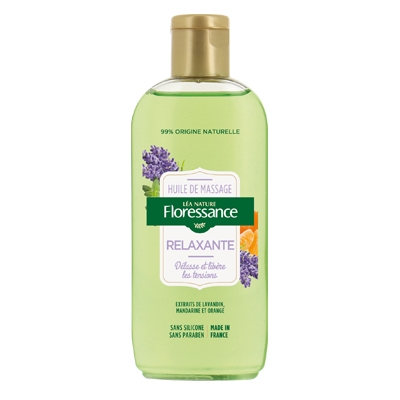 99% ORIGINE NATURELLE
HUILE DE MASSAGE
LÉA NATURE
Floressance
RELAXANTE
Délasse et libère
les tensions
EXTRAITS DE LAVANDIN,
MANDARINE ET ORANGE
SANS SILICONE MADE IN
SANS PARABEN FRANCE